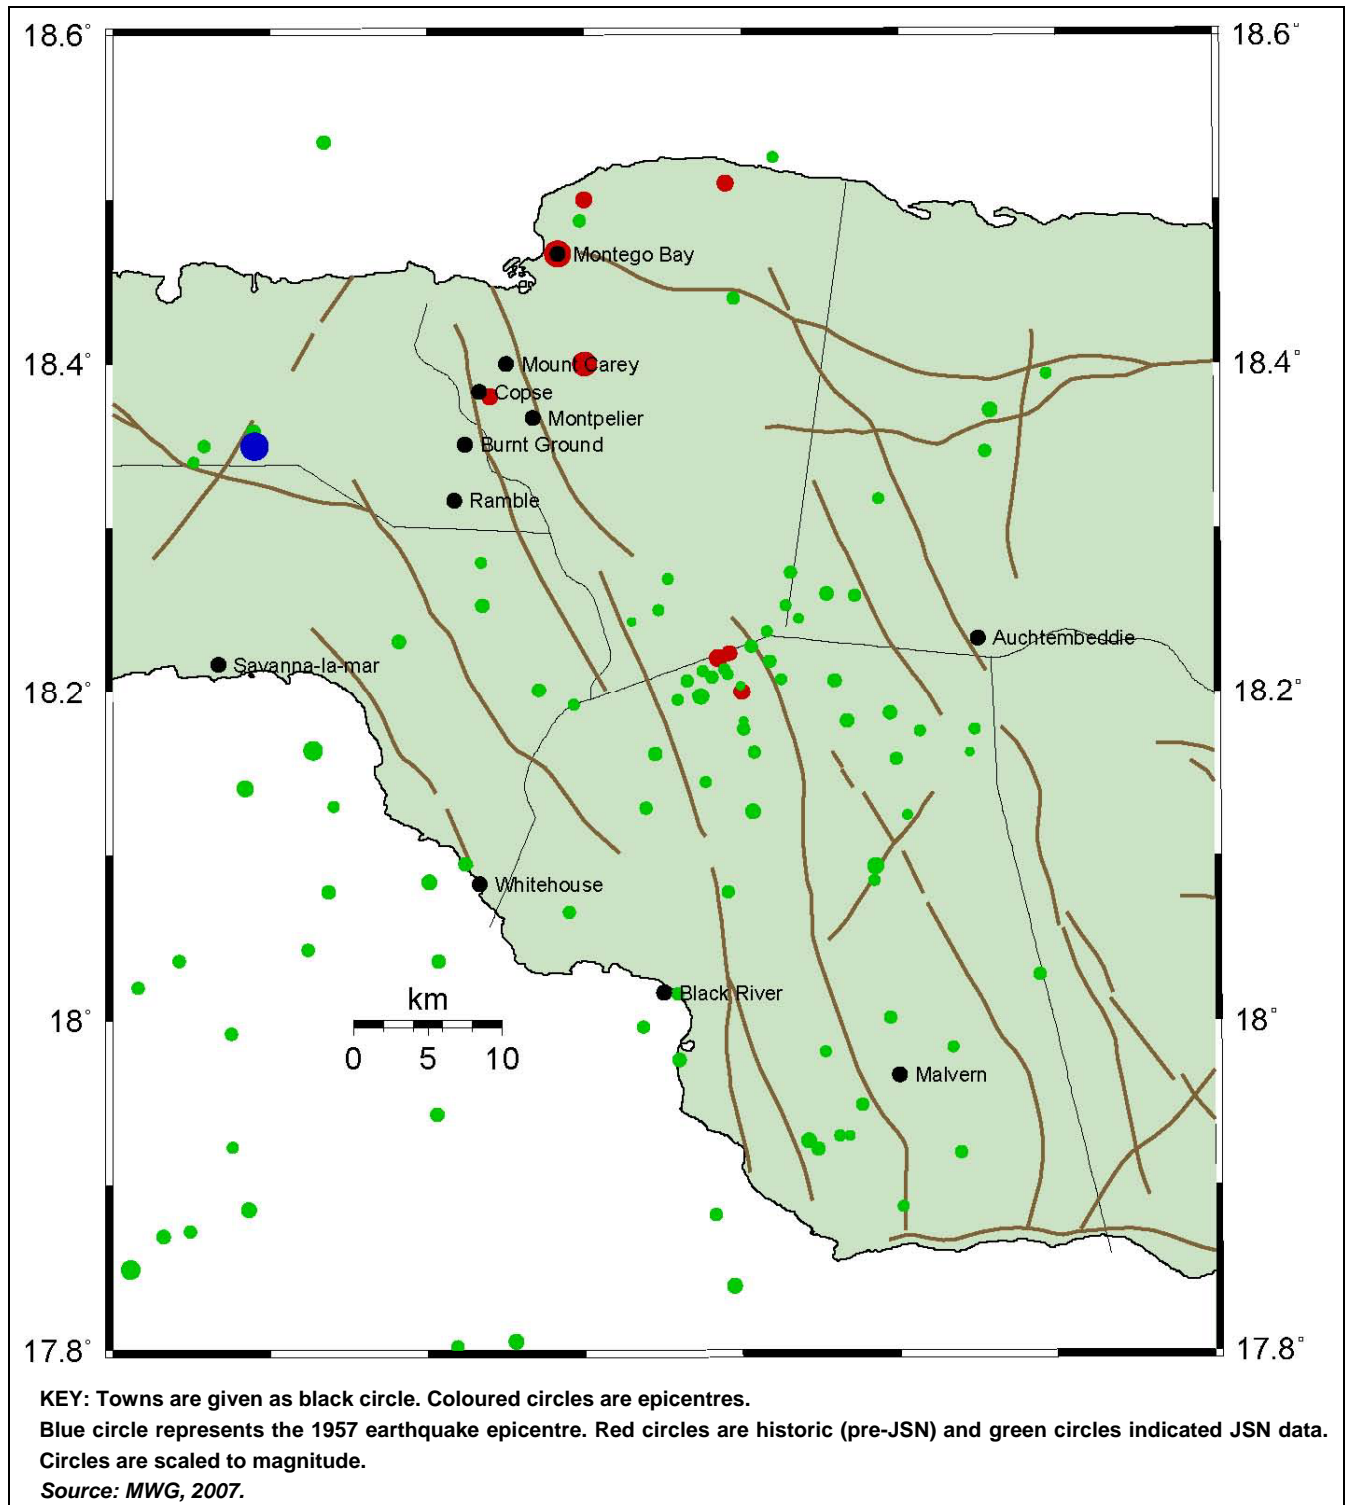 18.6° 18.6°
Montego Bay
18.4° Mount Carey 18.4°
Copse
Montpelier
Burnt Ground
Ramble
Auchtembeddie
Savanna-la-mar
18.2° 18.2°
Whitehouse
Black River
km
18° 18°
0 5 10
Malvern
17.8° 17.8°
KEY: Towns are given as black circle. Coloured circles are epicentres.
Blue circle represents the 1957 earthquake epicentre. Red circles are historic (pre-JSN) and green circles indicated JSN data.
Circles are scaled to magnitude.
Source: MWG, 2007.